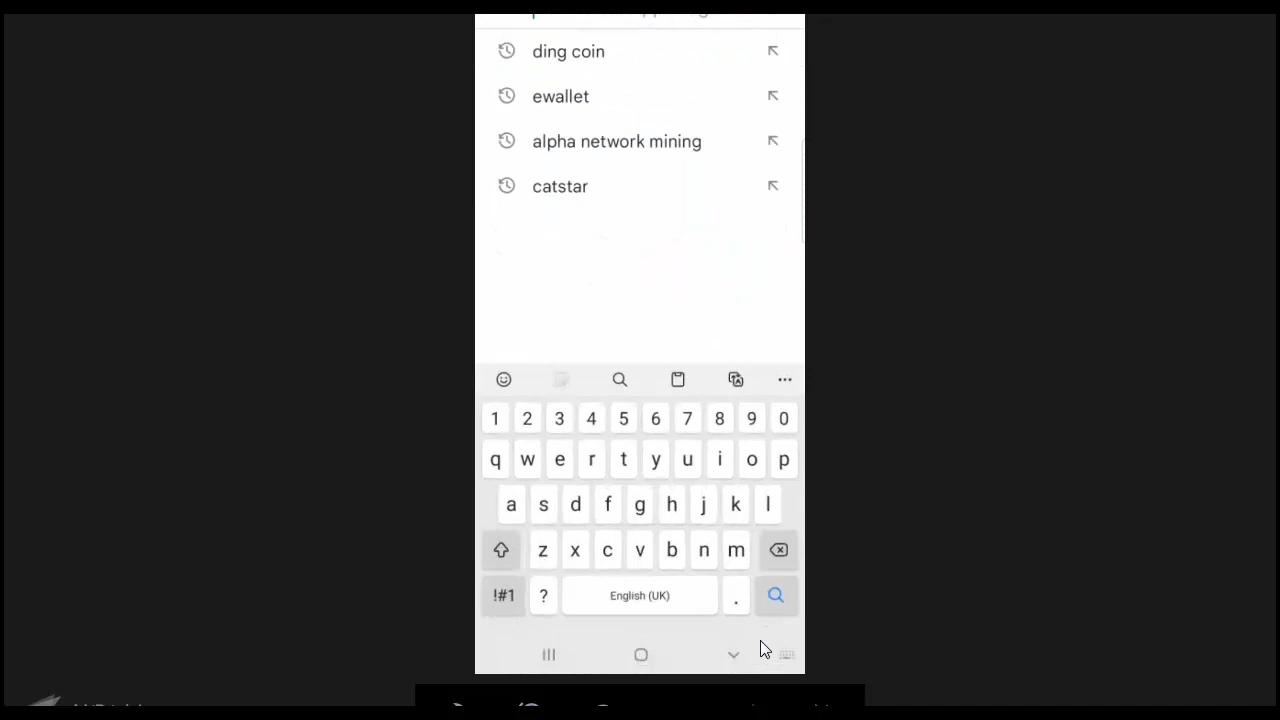 ding coin
ewallet
alpha network mining
catstar
1 2 3 4 5 6 7 8 9 0
q w e r t y u i o p
a s d f g h j k l
z x c v b n m
!#1 ? English (UK) .